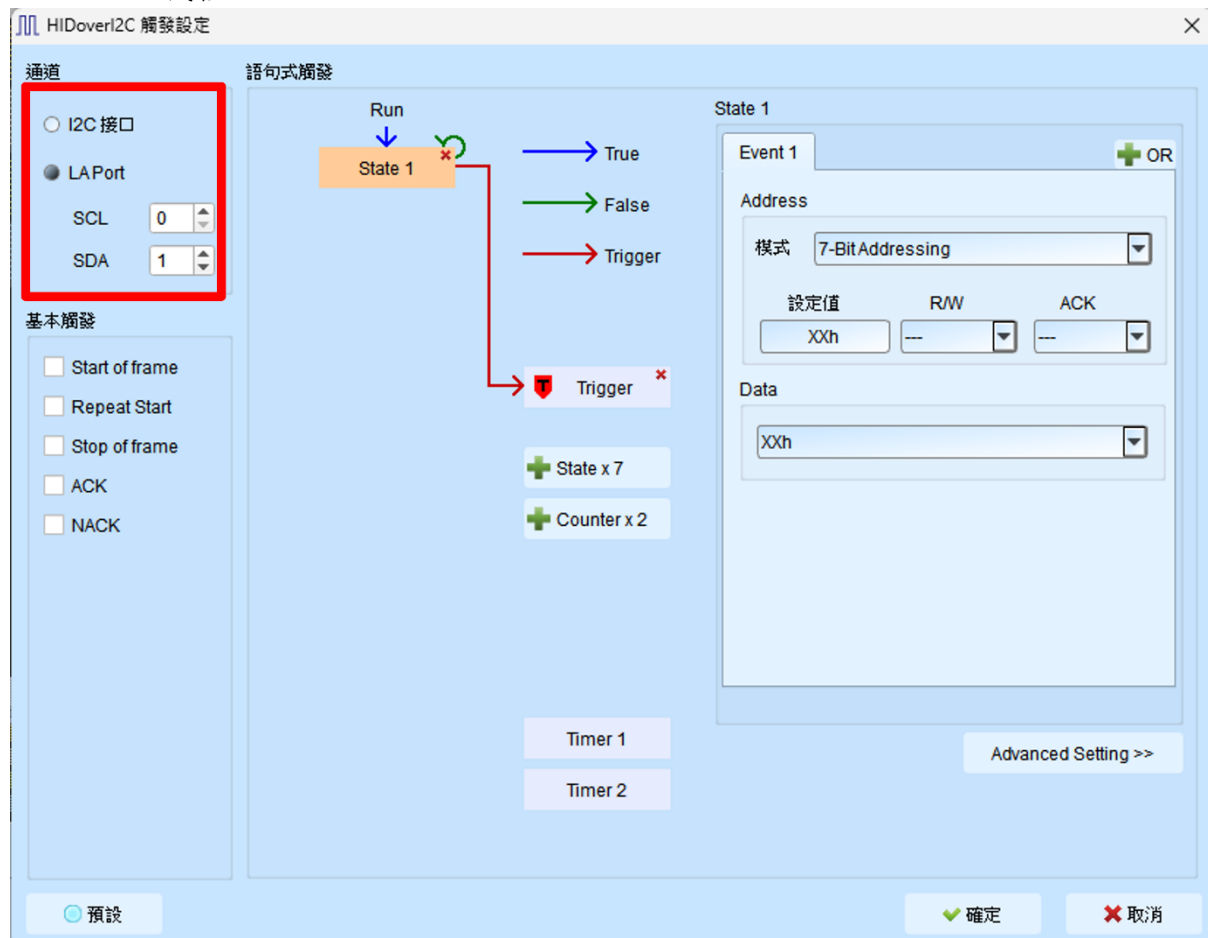 HIDoverI2C 觸發設定
通道
I2C 接口
LA Port
SCL 0
SDA 1
基本觸發
Start of frame
Repeat Start
Stop of frame
ACK
NACK
語句式觸發
Run
State 1
True
False
Trigger
Trigger
State x 7
Counter x 2
Timer 1
Timer 2
State 1
Event 1
OR
Address
模式 7-Bit Addressing
設定值 R/W ACK
XXh --- ---
Data
XXh
Advanced Setting >>
預設
確定
取消